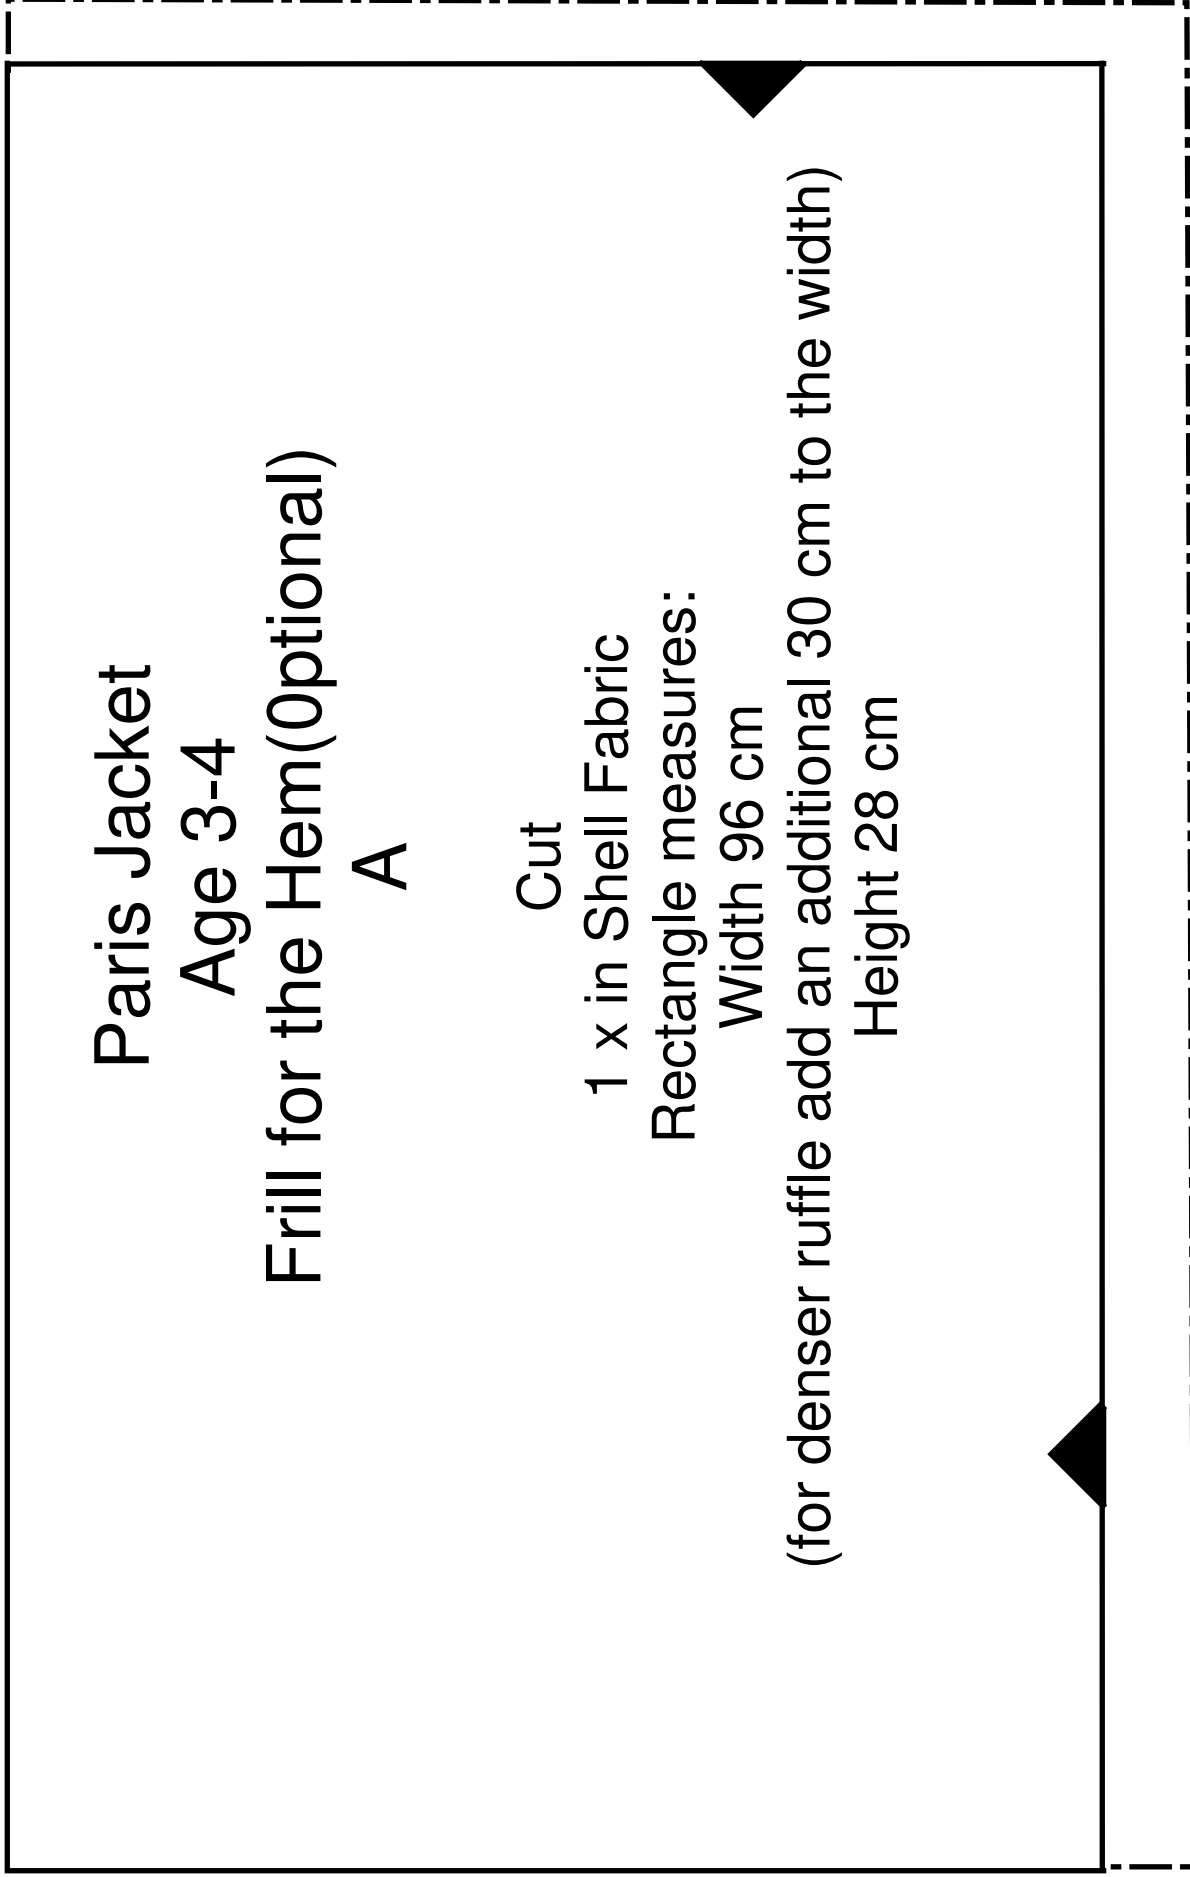 Paris Jacket
Age 3-4
Frill for the Hem(0ptional)
A
Cut
1 x in Shell Fabric
Rectangle measures:
Width 96 cm
(for denser ruffle add an additional 30 cm to the width)
Height 28 cm